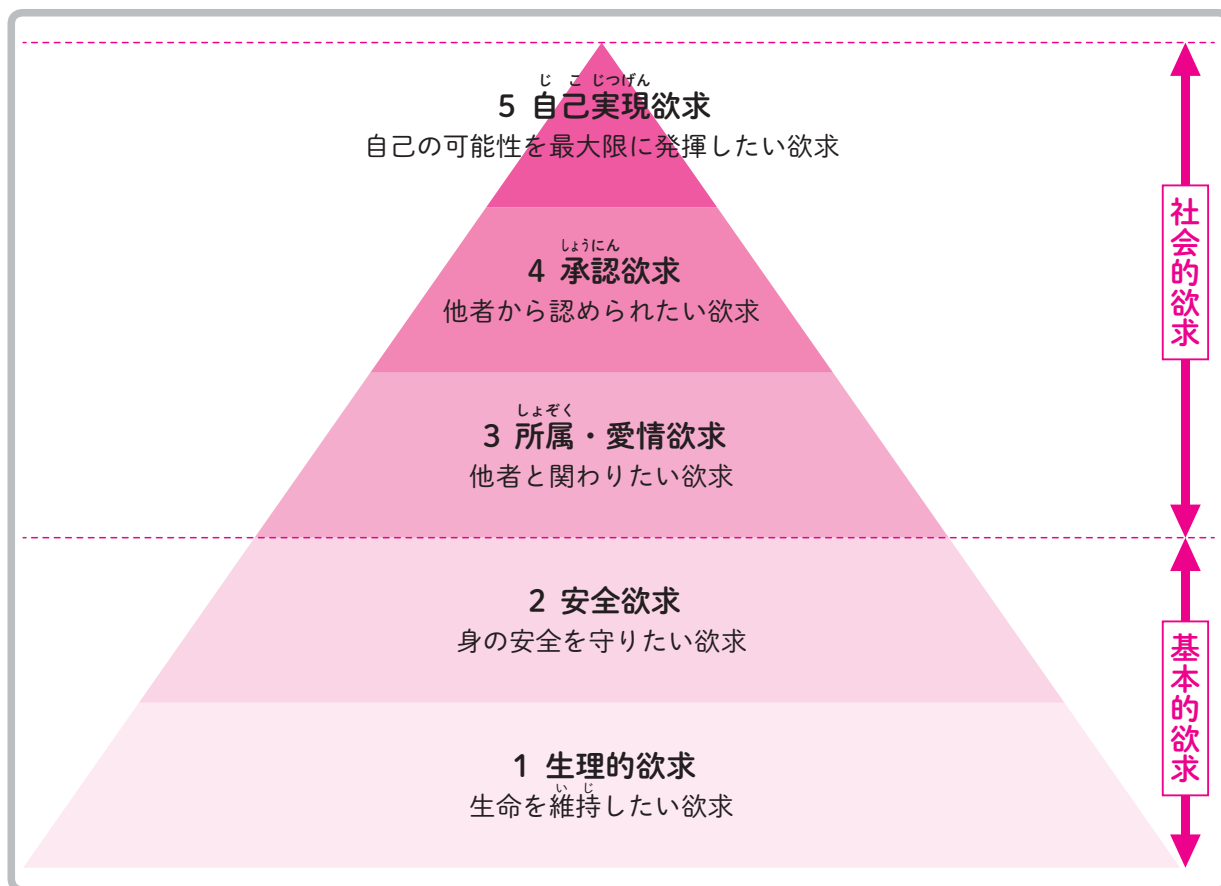 じこじつげん
5 自己実現欲求
自己の可能性を最大限に発揮したい欲求
しょうにん
4 承認欲求
他者から認められたい欲求
しょぞく
3 所属・愛情欲求
他者と関わりたい欲求
2 安全欲求
身の安全を守りたい欲求
1 生理的欲求
いじ
生命を維持したい欲求
社会的欲求
基本的欲求